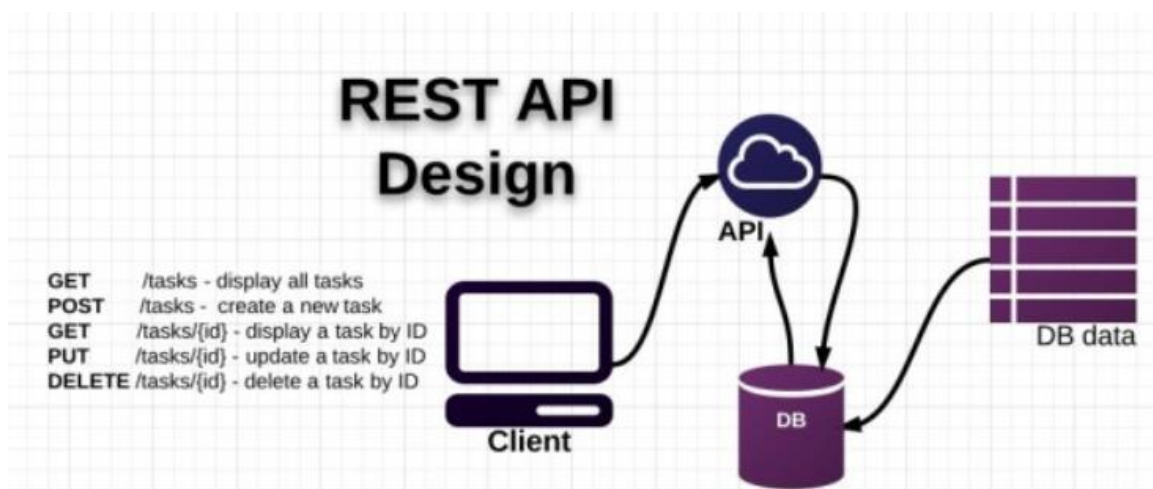 REST API
Design
GET /tasks - display all tasks
POST /tasks - create a new task
GET /tasks/{id} - display a task by ID
PUT /tasks/{id} - update a task by ID
DELETE /tasks/{id} - delete a task by ID
Client
API
DB
DB data